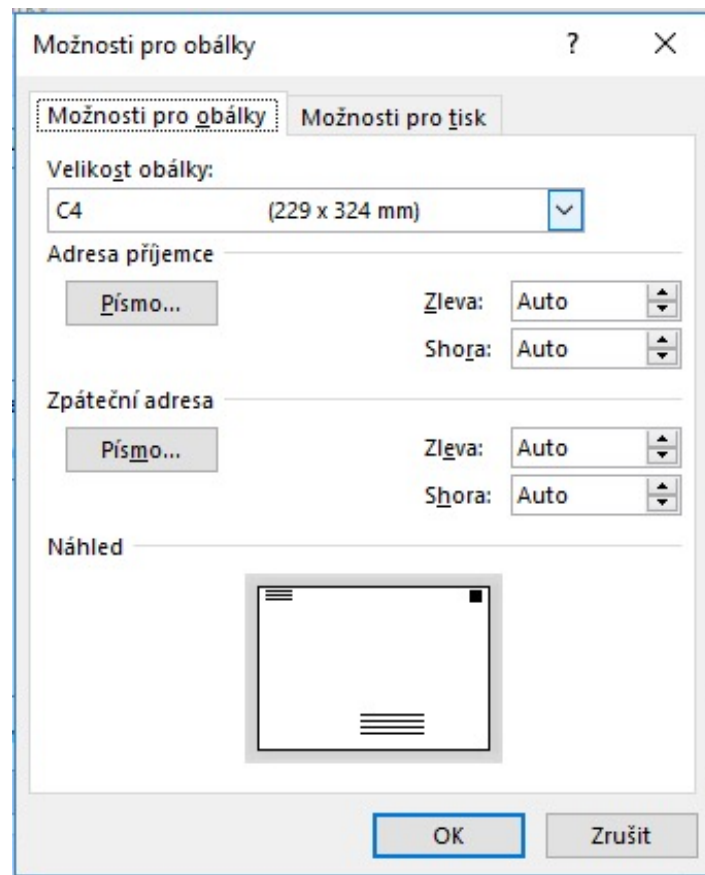 Možnosti pro obálky ?
Možnosti pro obálky Možnosti pro tisk
Velikost obálky:
C4 (229 x 324 mm)
Adresa příjemce
Písmo... Zleva: Auto
Shora: Auto
Zpáteční adresa
Písmo... Zleva: Auto
Shora: Auto
Náhled
OK Zrušit